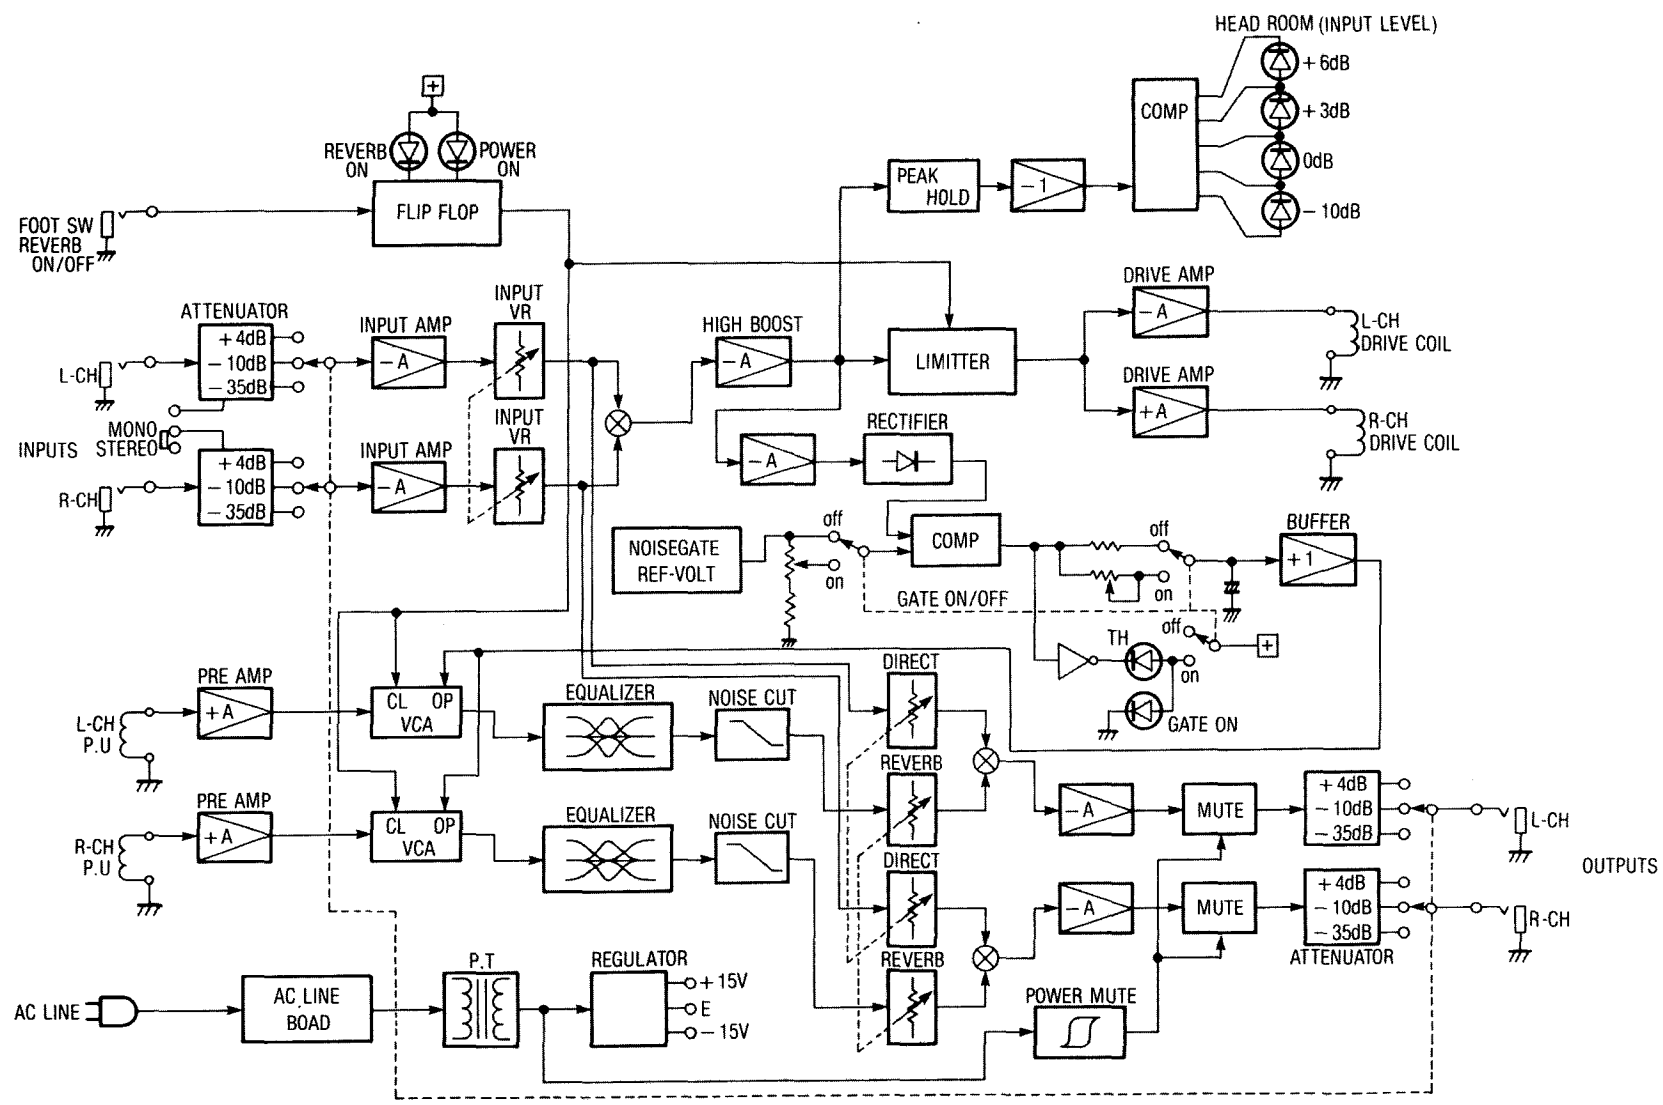 HEAD ROOM (INPUT LEVEL)
+ 6dB
+ 3dB
0dB
- 10dB
COMP
+
REVERB
ON
POWER
ON
FLIP FLOP
FOOT SW
REVERB
ON/OFF
PEAK
HOLD
- 1
ATTENUATOR
+ 4dB
- 10dB
- 35dB
L-CH
INPUT AMP
- A
INPUT
VR
HIGH BOOST
- A
LIMITTER
DRIVE AMP
- A
L-CH
DRIVE COIL
DRIVE AMP
+ A
R-CH
DRIVE COIL
MONO
STEREO
INPUTS
+ 4dB
- 10dB
- 35dB
R-CH
INPUT AMP
- A
INPUT
VR
- A
RECTIFIER
NOISEGATE
REF-VOLT
off
on
COMP
off
on
BUFFER
+ 1
GATE ON/OFF
off
on
+
TH
GATE ON
L-CH
P.U
PRE AMP
+ A
CL OP
VCA
EQUALIZER
NOISE CUT
DIRECT
REVERB
- A
MUTE
+ 4dB
- 10dB
- 35dB
L-CH
R-CH
P.U
PRE AMP
+ A
CL OP
VCA
EQUALIZER
NOISE CUT
DIRECT
REVERB
- A
MUTE
+ 4dB
- 10dB
- 35dB
ATTENUATOR
R-CH
OUTPUTS
AC LINE
AC LINE
BOAD
P.T
REGULATOR
+ 15V
E
- 15V
POWER MUTE